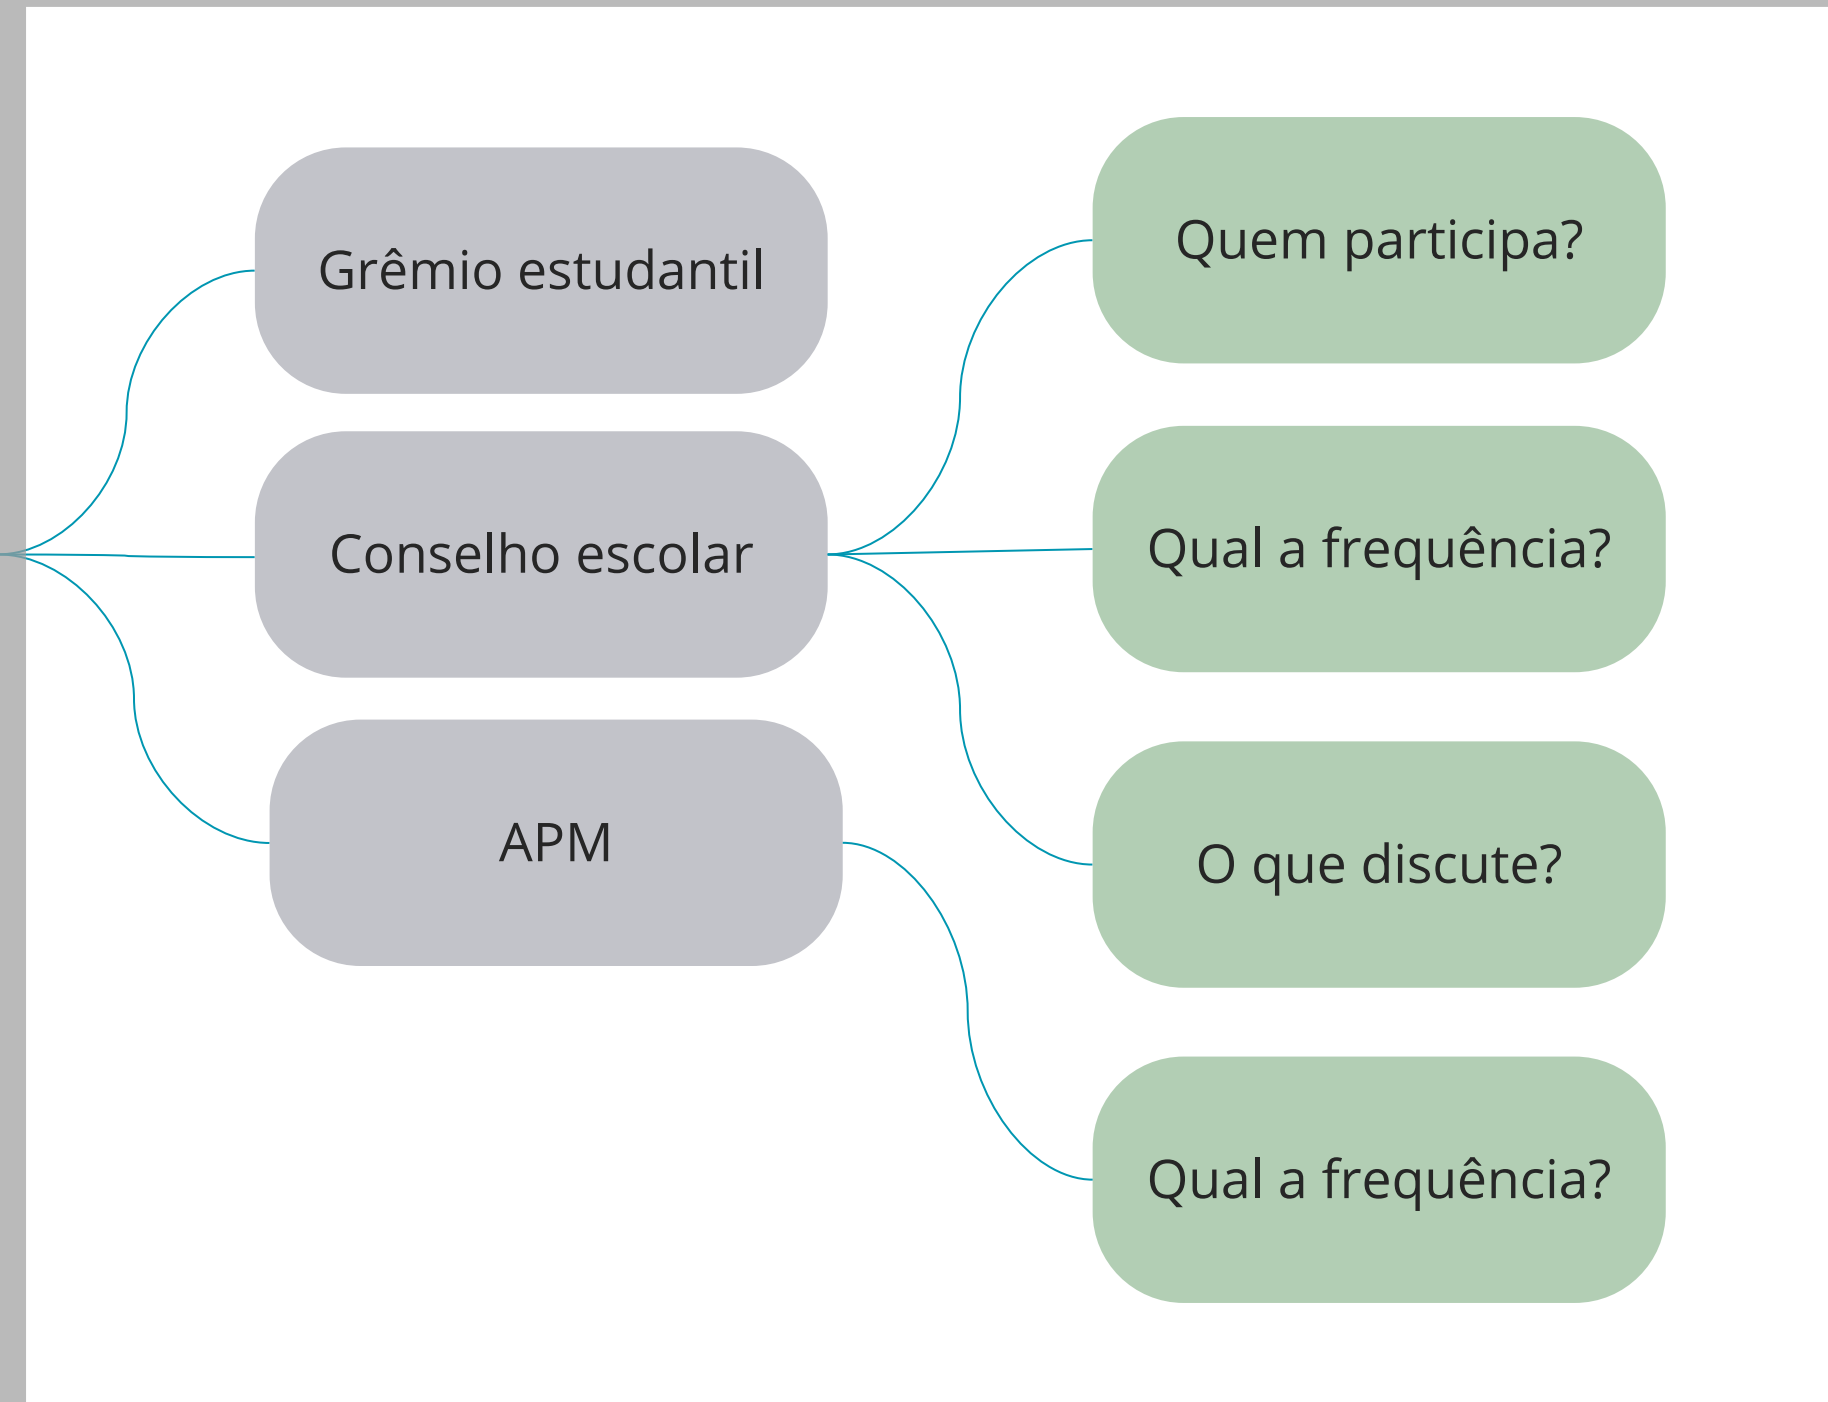 Grêmio estudantil
Conselho escolar
APM
Quem participa?
Qual a frequência?
O que discute?
Qual a frequência?